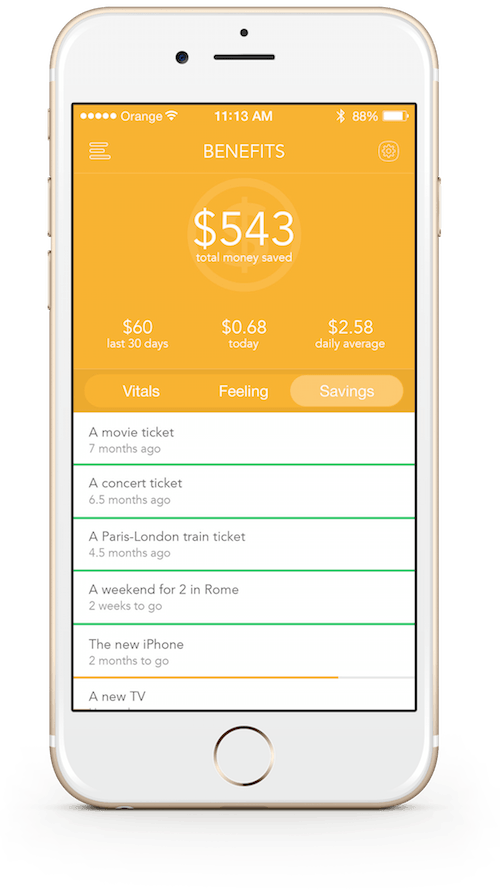 Orange 11:13 AM 88%
BENEFITS
$543
total money saved
$60 $0.68 $2.58
last 30 days today daily average
Vitals Feeling Savings
A movie ticket
7 months ago
A concert ticket
6.5 months ago
A Paris-London train ticket
4.5 months ago
A weekend for 2 in Rome
2 weeks to go
The new iPhone
2 months to go
A new TV